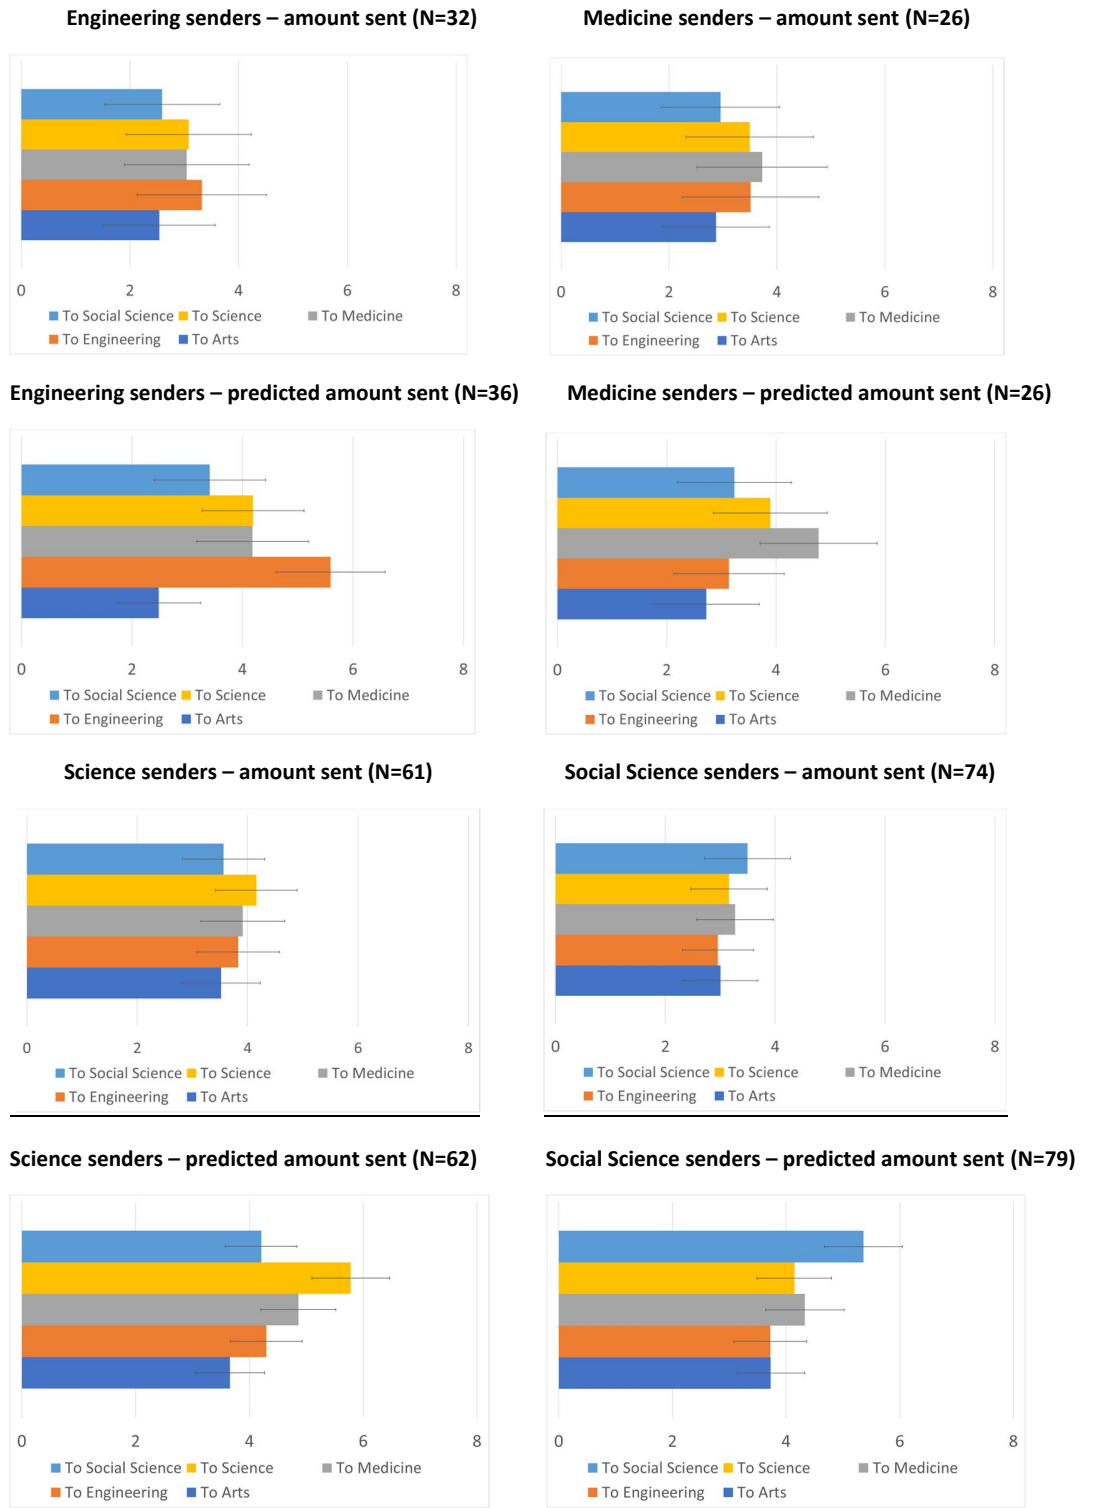 Engineering senders – amount sent (N=32)
0 2 4 6 8
To Social Science To Science To Medicine
To Engineering To Arts
Medicine senders – amount sent (N=26)
0 2 4 6 8
To Social Science To Science To Medicine
To Engineering To Arts
Engineering senders – predicted amount sent (N=36)
0 2 4 6 8
To Social Science To Science To Medicine
To Engineering To Arts
Medicine senders – predicted amount sent (N=26)
0 2 4 6 8
To Social Science To Science To Medicine
To Engineering To Arts
Science senders – amount sent (N=61)
0 2 4 6 8
To Social Science To Science To Medicine
To Engineering To Arts
Social Science senders – amount sent (N=74)
0 2 4 6 8
To Social Science To Science To Medicine
To Engineering To Arts
Science senders – predicted amount sent (N=62)
0 2 4 6 8
To Social Science To Science To Medicine
To Engineering To Arts
Social Science senders – predicted amount sent (N=79)
0 2 4 6 8
To Social Science To Science To Medicine
To Engineering To Arts